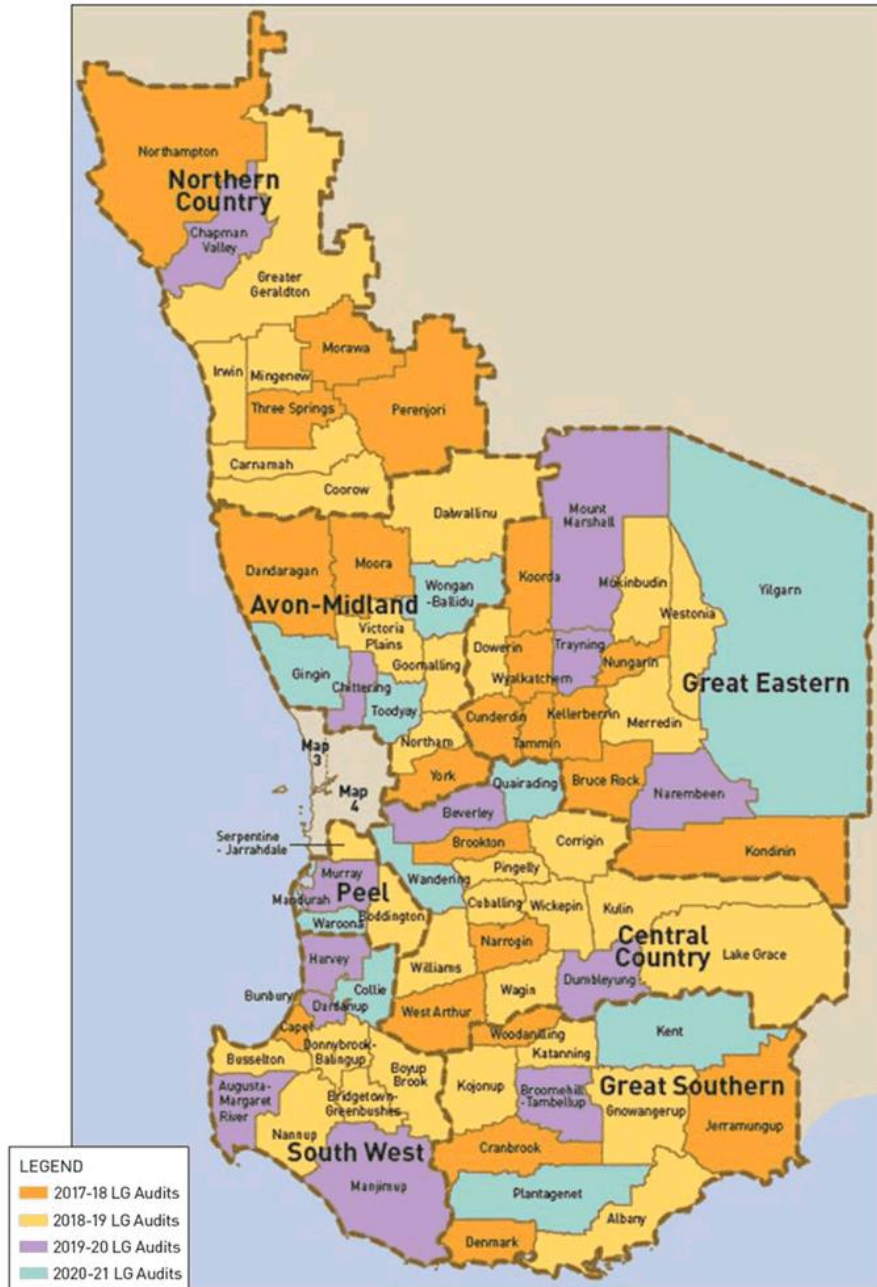 Northampton
Northern
Country
Chapman
Valley
Greater
Geraldton
Morawa
Irwin
Mingenew
Three Springs
Perenjori
Carnamah
Coorow
Dalwallinu
Mount
Marshall
Dandaragan
Moora
Wongan
-Ballidu
Koorda
Mukinbudin
Yilgarn
Westonia
Avon-Midland
Victoria
Plains
Goomalling
Dowerin
Trayning
Nungarin
Wyalkatchem
Gingin
Chittering
Toodyay
Great Eastern
Cunderdin
Kellerberrin
Merredin
Tammin
Northam
Map
3
York
Quairading
Bruce Rock
Narembeen
Map
4
Beverley
Serpentine
- Jarrahdale
Brookton
Corrigin
Kondinin
Pingelly
Murray
Wandering
Peel
Mandurah
Cuballing
Wickepin
Kulin
Boddington
Waroona
Central
Country
Narrogin
Lake Grace
Harvey
Williams
Dumbleyung
Collie
Wagin
Bunbury
Dardanup
West Arthur
Capel
Woodanilling
Kent
Donnybrook-
Balingup
Katanning
Busselton
Boyup
Brook
Kojonup
Great Southern
Augusta-
Margaret
River
Bridgetown-
Greenbushes
Broomehill
-Tambellup
Gnowangerup
Jerramungup
Nannup
South West
Cranbrook
Manjimup
Plantagenet
Albany
Denmark
LEGEND
2017-18 LG Audits
2018-19 LG Audits
2019-20 LG Audits
2020-21 LG Audits